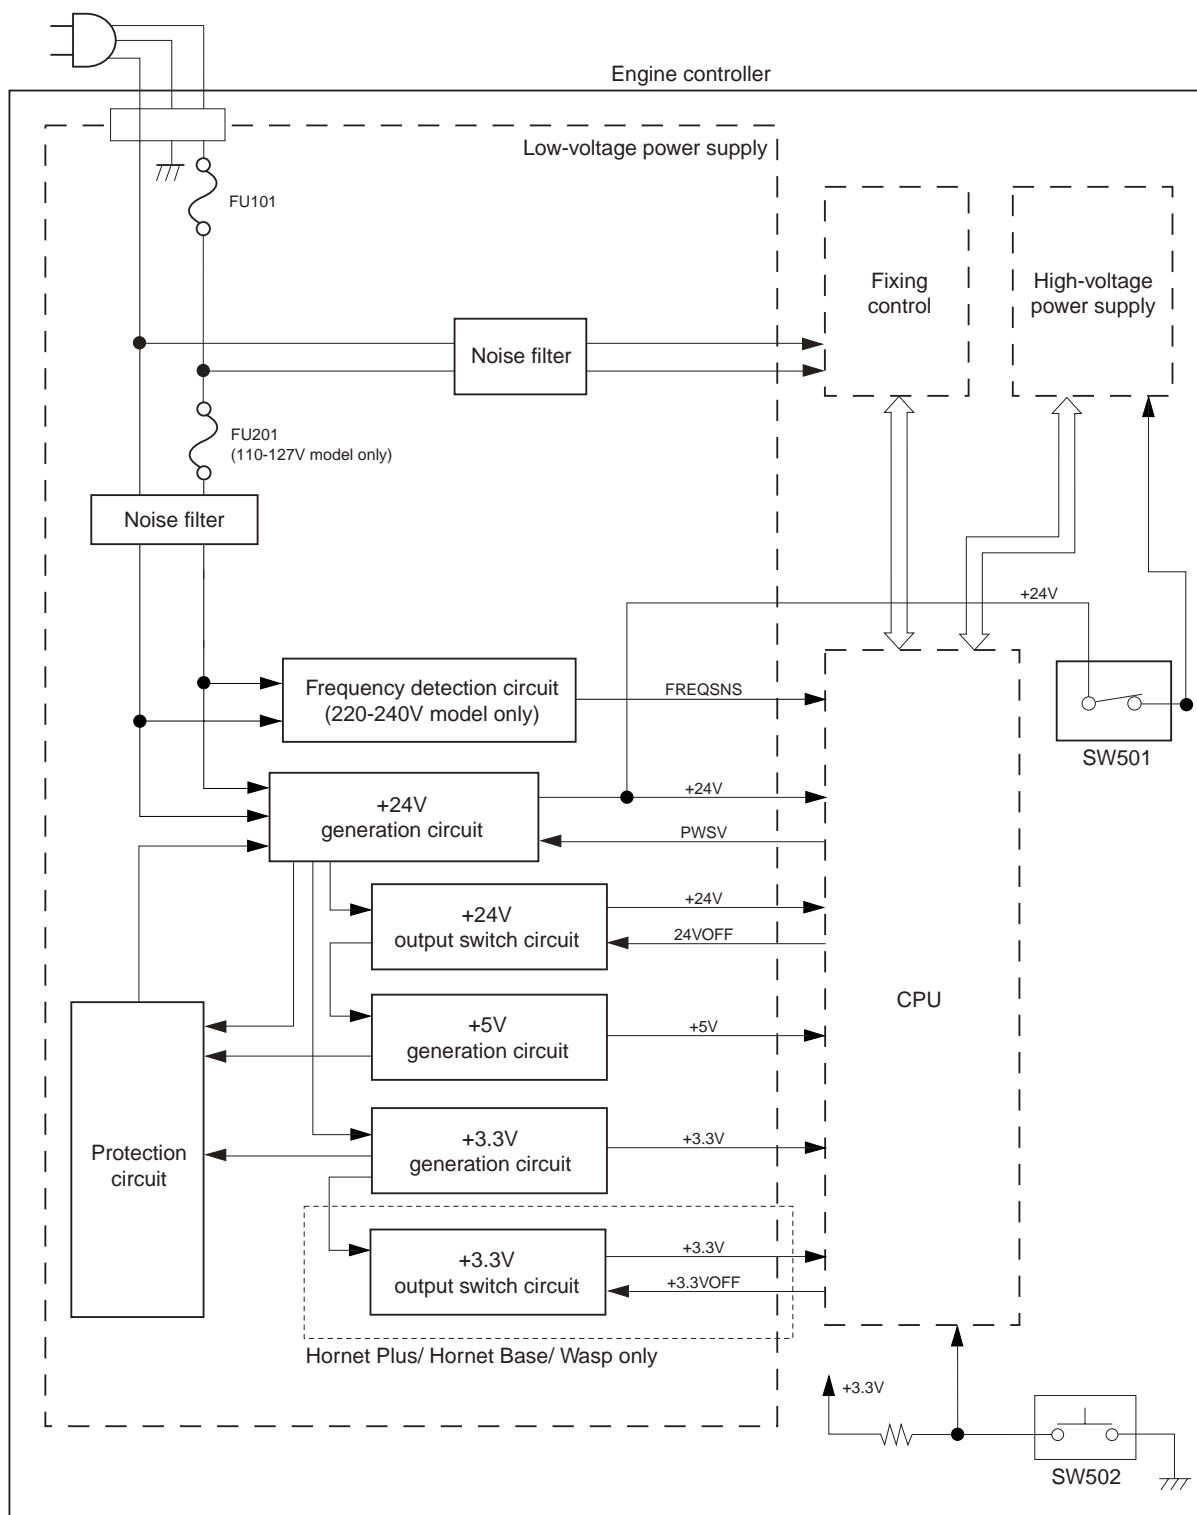 Engine controller
Low-voltage power supply
FU101
Fixing
control
High-voltage
power supply
Noise filter
FU201
(110-127V model only)
Noise filter
+24V
Frequency detection circuit
(220-240V model only)
FREQSNS
SW501
+24V
generation circuit
+24V
PWSV
+24V
output switch circuit
+24V
24VOFF
CPU
+5V
generation circuit
+5V
Protection
circuit
+3.3V
generation circuit
+3.3V
+3.3V
output switch circuit
+3.3V
+3.3VOFF
Hornet Plus/ Hornet Base/ Wasp only
+3.3V
SW502